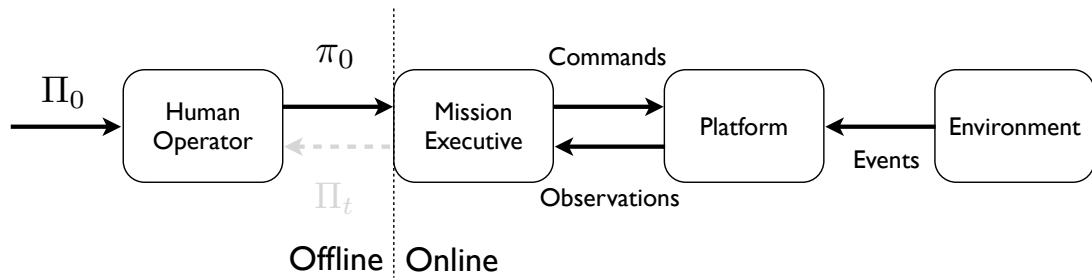 Π₀
Human
Operator
π₀
Πₜ
Mission
Executive
Commands
Observations
Platform
Events
Environment
Offline
Online